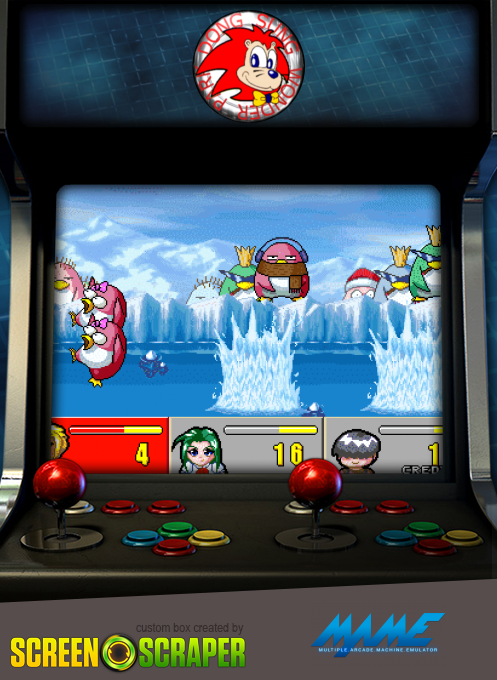 DONG SUNG WONDER PARK
4
16
1
CRED
custom box created by
SCREEN SCRAPER
MAME
MULTIPLE ARCADE MACHINE EMULATOR